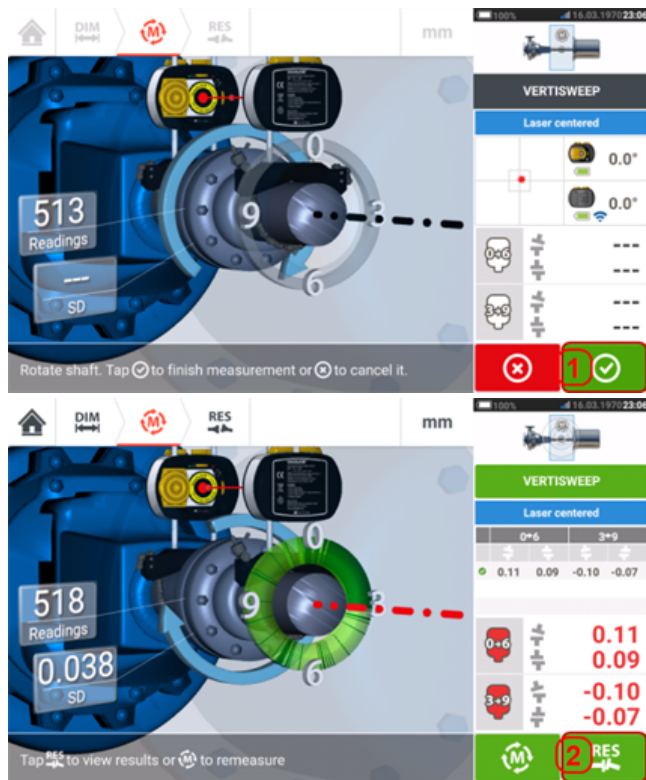 DIM
M
RES
mm
100%
16.03.1970 23:06
VERTISWEEP
Laser centered
0.0°
0.0°
513
Readings
---
SD
0
3
6
9
0→6
---
---
3→9
---
---
Rotate shaft. Tap to finish measurement or to cancel it.
1
DIM
M
RES
mm
100%
16.03.1970 23:06
VERTISWEEP
Laser centered
0→6 3→9
0.11 0.09 -0.10 -0.07
518
Readings
0.038
SD
0
3
6
9
0→6
0.11
0.09
3→9
-0.10
-0.07
Tap RES to view results or M to remeasure
M
2
RES